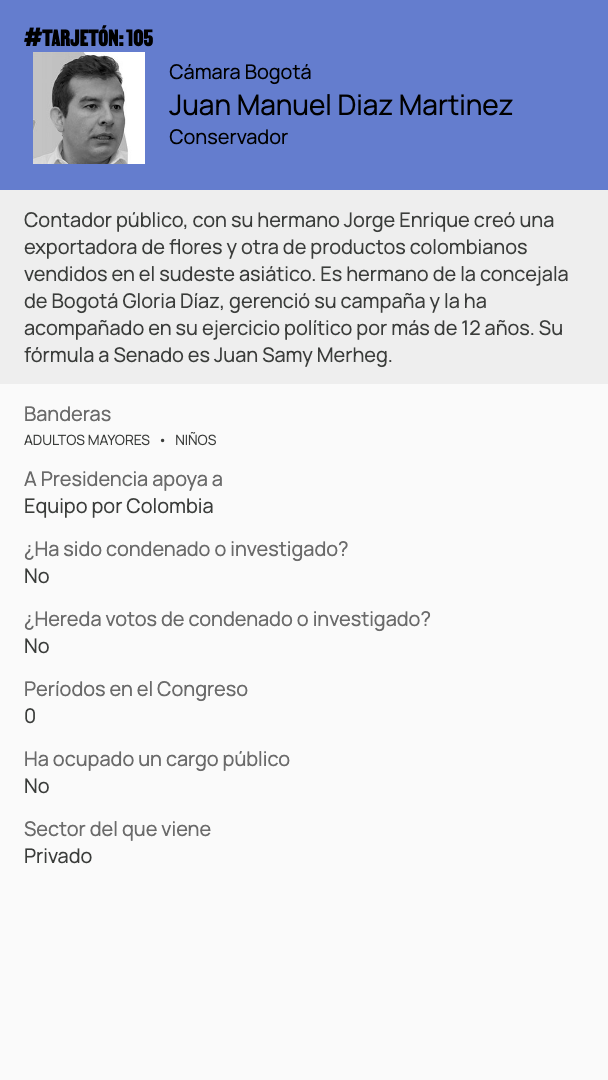 #TARJETÓN: 105
Cámara Bogotá
Juan Manuel Diaz Martinez
Conservador
Contador público, con su hermano Jorge Enrique creó una
exportadora de flores y otra de productos colombianos
vendidos en el sudeste asiático. Es hermano de la concejala
de Bogotá Gloria Díaz, gerenció su campaña y la ha
acompañado en su ejercicio político por más de 12 años. Su
fórmula a Senado es Juan Samy Merheg.
Banderas
ADULTOS MAYORES • NIÑOS
A Presidencia apoya a
Equipo por Colombia
¿Ha sido condenado o investigado?
No
¿Hereda votos de condenado o investigado?
No
Períodos en el Congreso
0
Ha ocupado un cargo público
No
Sector del que viene
Privado